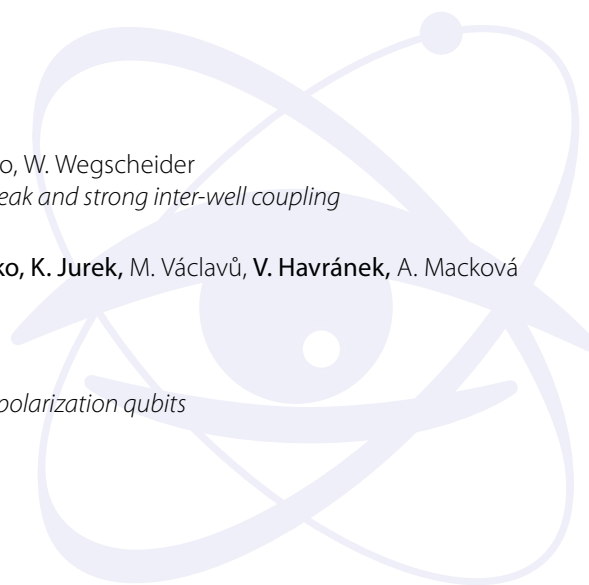 o, W. Wegscheider
eak and strong inter-well coupling
ko, K. Jurek, M. Václavů, V. Havránek, A. Macková
polarization qubits